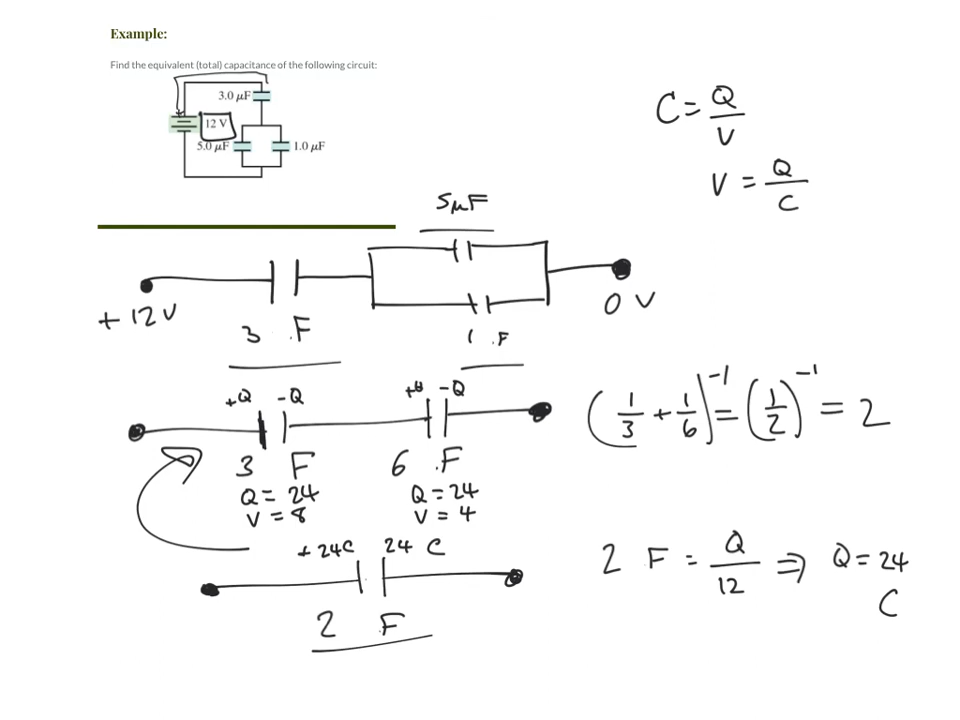 Example:
Find the equivalent (total) capacitance of the following circuit:
3.0 μF
12 V
5.0 μF
1.0 μF
C = Q/V
V = Q/C
5μF
+12V
3 .F
1 .F
0 V
+Q -Q
-Q
(1/3 + 1/6)^-1 = (1/2)^-1 = 2
3 F
6 .F
Q = 24
V = 8
Q = 24
V = 4
+24C 24 C
2 F = Q/12 ⇒ Q = 24 C
2 F